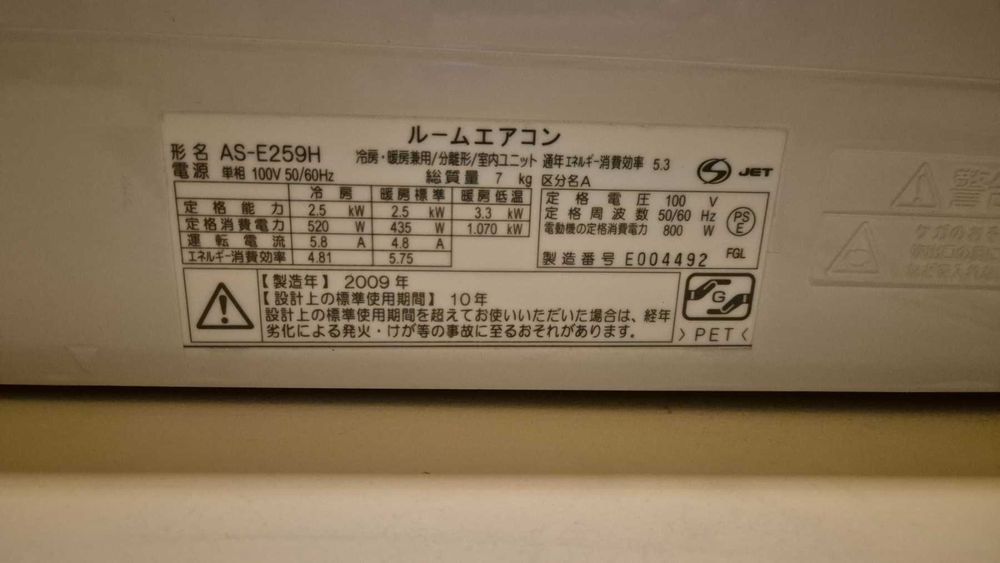 ルームエアコン
形名 AS-E259H 冷房・暖房兼用/分離形/室内ユニット 通年エネルギー消費効率 5.3
電源 単相 100V 50/60Hz 総質量 7 kg 区分名A
JET
冷房 暖房標準 暖房低温
定格能力 2.5 kW 2.5 kW 3.3 kW
定格消費電力 520 W 435 W 1.070 kW
運転電流 5.8 A 4.8 A
エネルギー消費効率 4.81 5.75
定格電圧 100 V
定格周波数 50/60 Hz
電動機の定格消費電力 800 W
PS
E
製造番号 E004492 FGL
【製造年】 2009年
【設計上の標準使用期間】 10年
設計上の標準使用期間を超えてお使いいただいた場合は、経年
劣化による発火・けが等の事故に至るおそれがあります。
G
>PET<
警
ケガのおそ